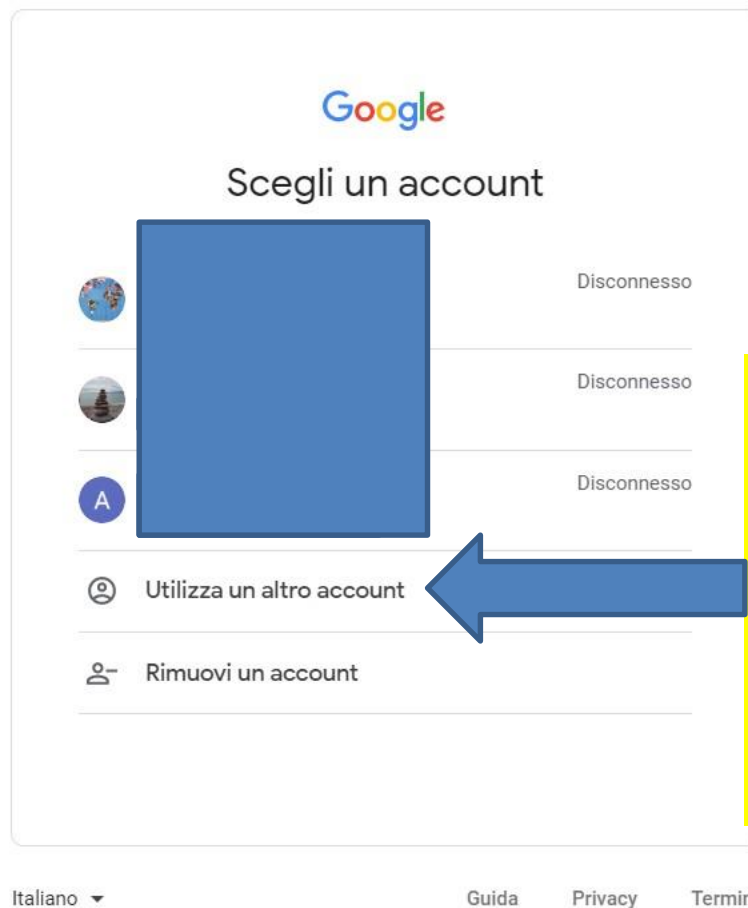 Google
Scegli un account
Disconnesso
Disconnesso
A
Disconnesso
Utilizza un altro account
Rimuovi un account
Italiano
Guida
Privacy